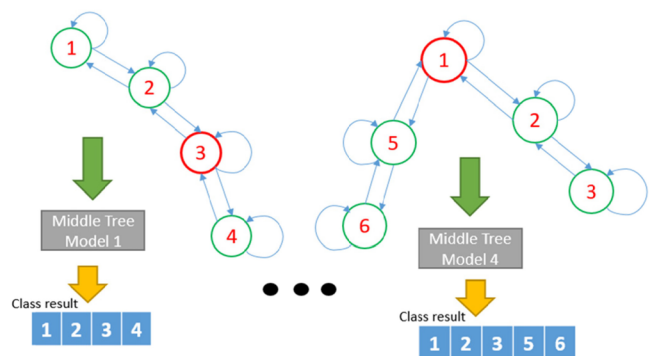 1
2
3
4
Middle Tree
Model 1
Class result
1 2 3 4
1
2
3
5
6
Middle Tree
Model 4
Class result
1 2 3 5 6